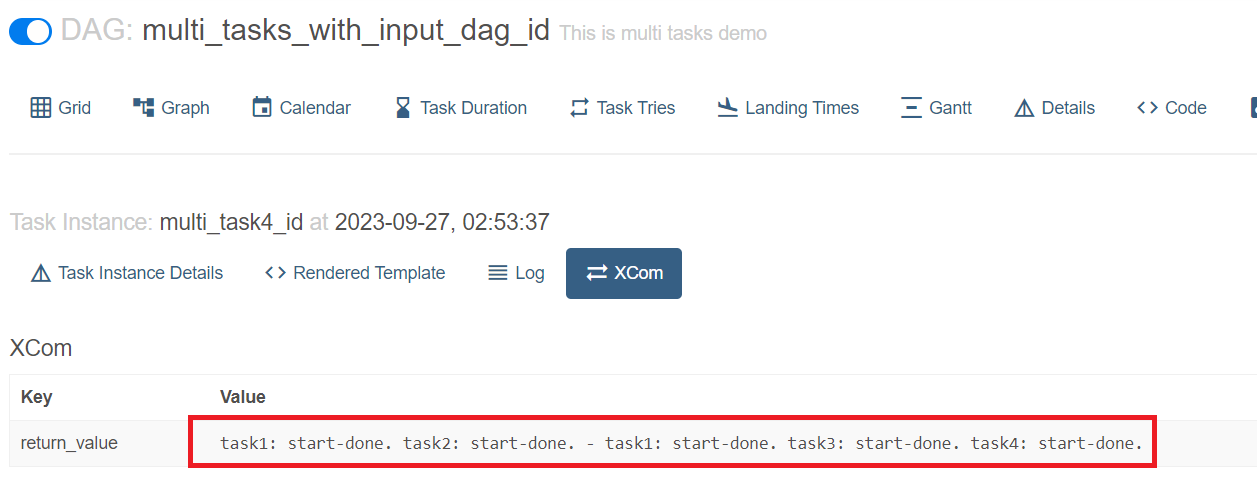 DAG: multi_tasks_with_input_dag_id This is multi tasks demo
Grid Graph Calendar Task Duration Task Tries Landing Times Gantt Details Code
Task Instance: multi_task4_id at 2023-09-27, 02:53:37
Task Instance Details Rendered Template Log XCom
XCom
Key Value
return_value task1: start-done. task2: start-done. - task1: start-done. task3: start-done. task4: start-done.